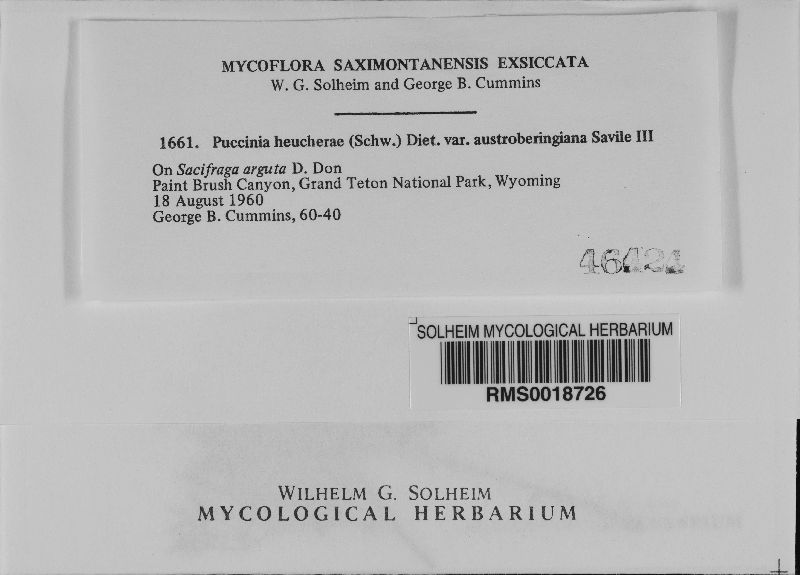 MYCOFLORA SAXIMONTANENSIS EXSICCATA
W. G. Solheim and George B. Cummins
1661. Puccinia heucherae (Schw.) Diet. var. austroberingiana Savile III
On Sacifraga arguta D. Don
Paint Brush Canyon, Grand Teton National Park, Wyoming
18 August 1960
George B. Cummins, 60-40
46424
SOLHEIM MYCOLOGICAL HERBARIUM
RMS0018726
WILHELM G. SOLHEIM
MYCOLOGICAL HERBARIUM